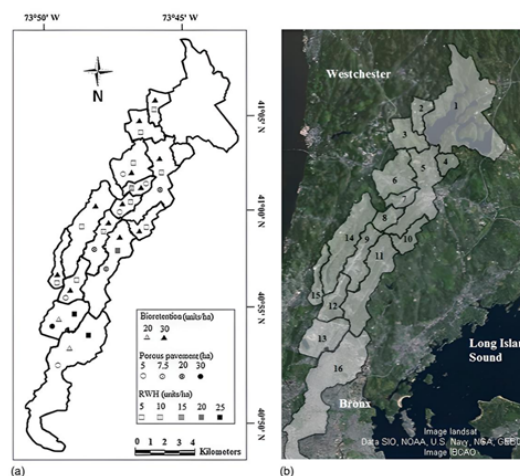 73°50' W
73°45' W
N
41°05' N
41°00' N
40°55' N
40°50' N
Bioretention (units/ha)
20 30
Porous pavement (ha)
5 7.5 20 30
RWH (units/ha)
5 10 15 20 25
0 1 2 4
Kilometers
(a)
Westchester
1
2
3
4
5
6
7
8
9
10
11
14
15
12
13
16
Long Islan
Sound
Bronx
Image landsat
Data SIO, NOAA, U.S. Navy, NGA, GEBC
Image IBCAO
(b)